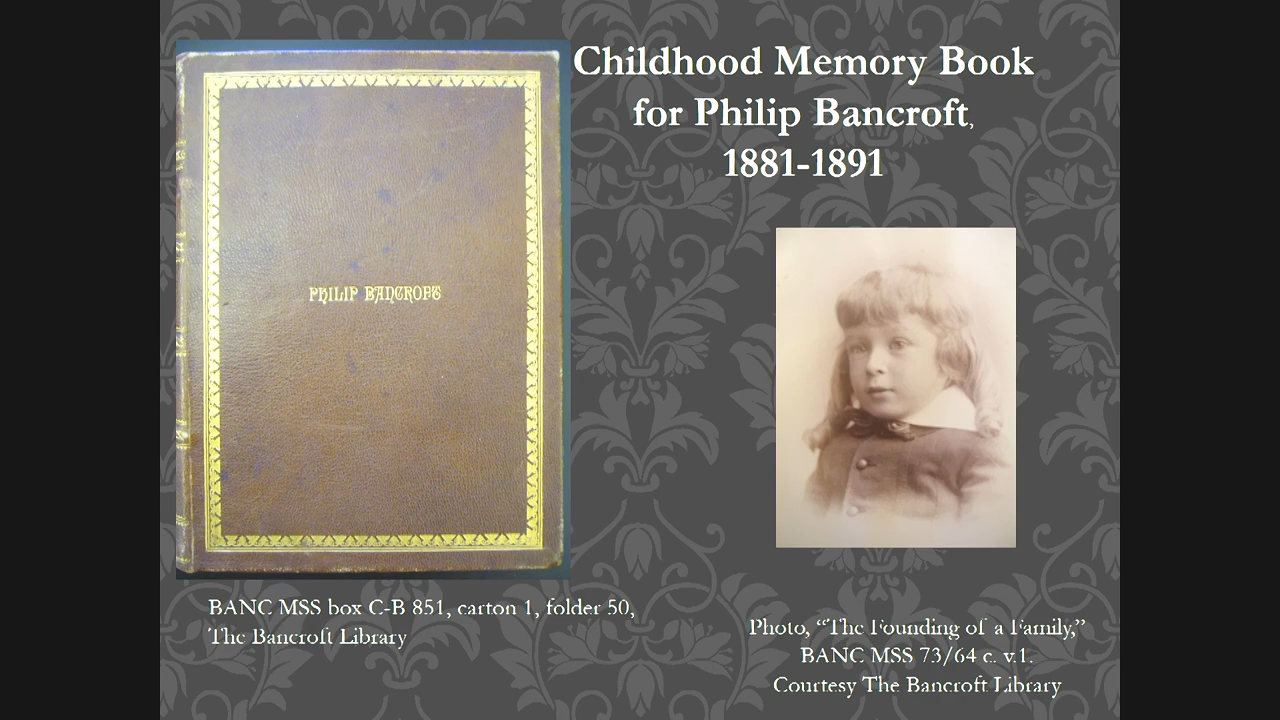 Childhood Memory Book
for Philip Bancroft,
1881-1891
PHILIP BANCROFT
BANC MSS box C-B 851, carton 1, folder 50,
The Bancroft Library
Photo, “The Founding of a Family,”
BANC MSS 73/64 c. v.1.
Courtesy The Bancroft Library